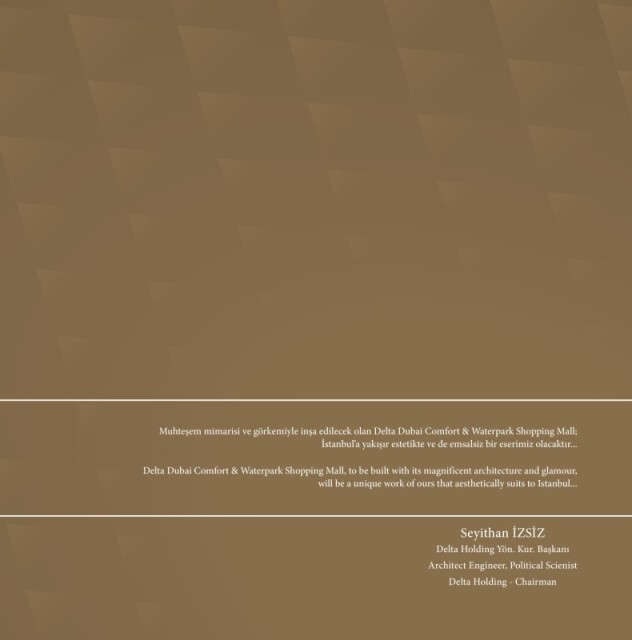 Muhteşem mimarisi ve görkemiyle inşa edilecek olan Delta Dubai Comfort & Waterpark Shopping Mall;
İstanbul'a yakışır estetikte ve de emsalsiz bir eserimiz olacaktır...
Delta Dubai Comfort & Waterpark Shopping Mall, to be built with its magnificent architecture and glamour,
will be a unique work of ours that aesthetically suits to Istanbul...
Seyithan İZSİZ
Delta Holding Yön. Kur. Başkanı
Architect Engineer, Political Scienist
Delta Holding - Chairman